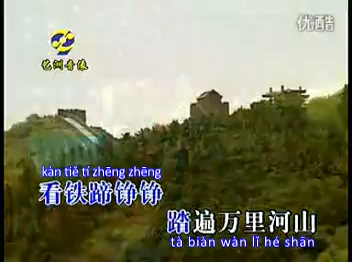 优酷
艺洲音像
kàn tiě tí zhēng zhēng
看铁蹄铮铮
踏遍万里河山
tà biàn wàn lǐ hé shān